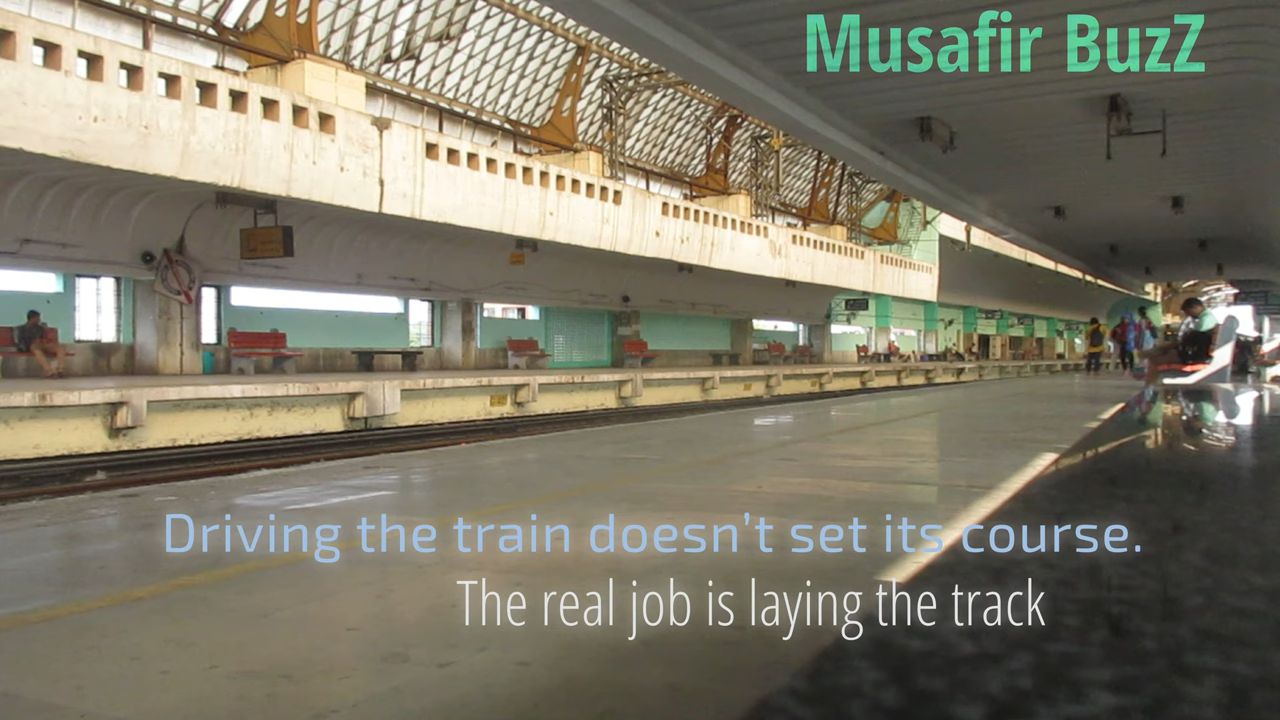 Musafir BuzZ
Driving the train doesn’t set its course.
The real job is laying the track